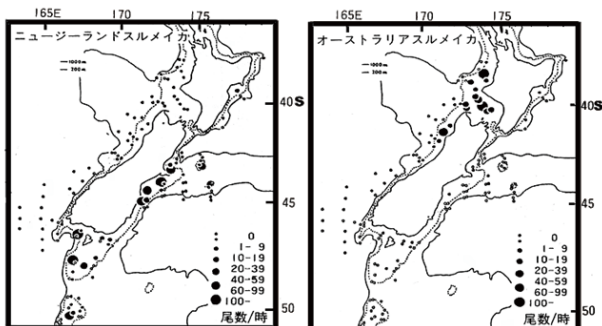 165E 170 175
ニュージーランドスルメイカ
1000m
200m
40S
45
50
0
1- 9
10-19
20-39
40-59
60-99
100-
尾数/時
165E 170 175
オーストラリアスルメイカ
1000m
200m
40S
45
50
0
1- 9
10-19
20-39
40-59
60-99
100-
尾数/時